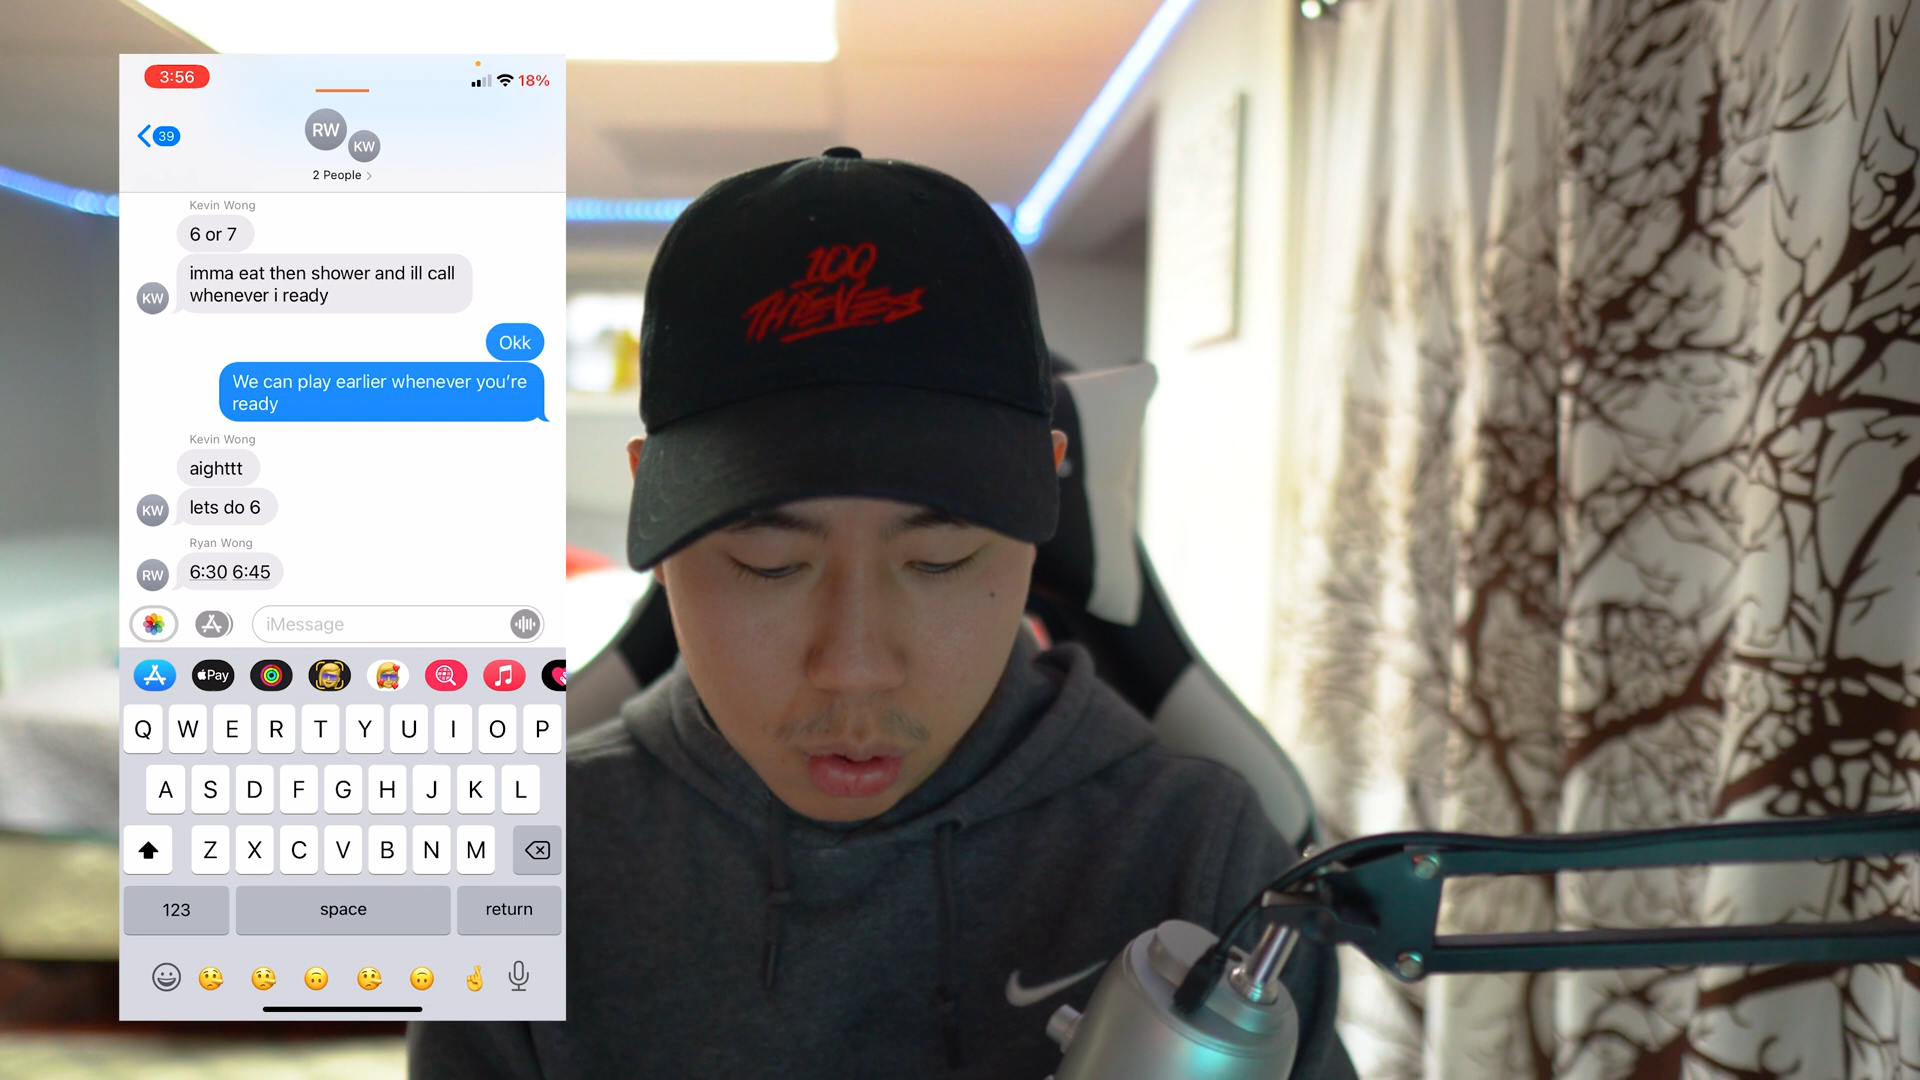 3:56
18%
39
RW
KW
2 People
Kevin Wong
6 or 7
imma eat then shower and ill call
whenever i ready
KW
Okk
We can play earlier whenever you're
ready
Kevin Wong
aighttt
lets do 6
KW
Ryan Wong
6:30 6:45
RW
iMessage
Pay
Q W E R T Y U I O P
A S D F G H J K L
Z X C V B N M
123 space return
100
THIEVES